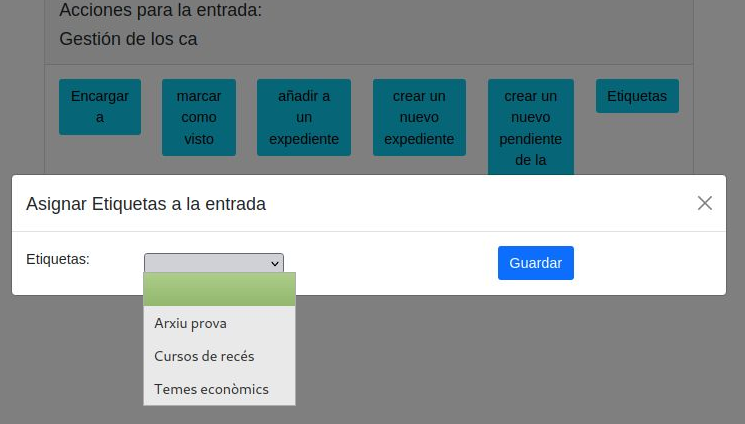 Acciones para la entrada:
Gestión de los ca
Encargar
a
marcar
como
visto
añadir a
un
expediente
crear un
nuevo
expediente
crear un
nuevo
pendiente
de la
Etiquetas
Asignar Etiquetas a la entrada
Etiquetas:
Guardar
Arxiu prova
Cursos de recés
Temes econòmics